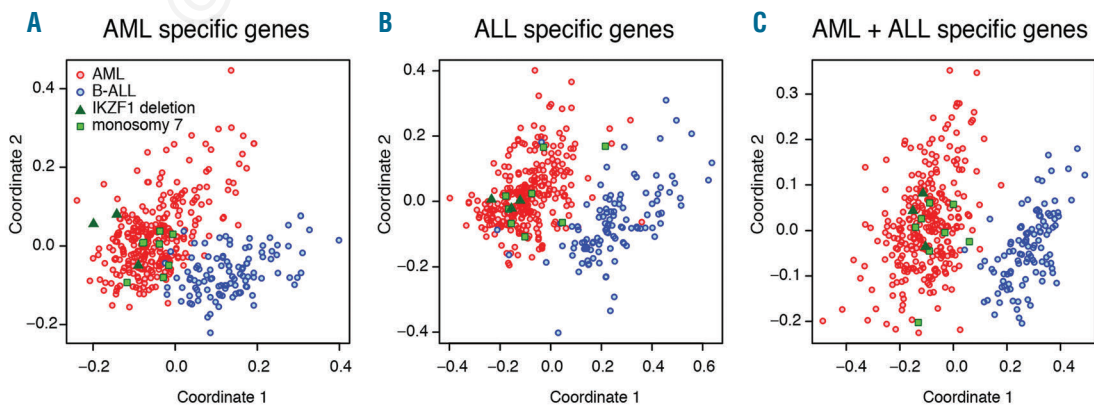 A
AML specific genes
AML
B-ALL
IKZF1 deletion
monosomy 7
0.4
0.2
0.0
−0.2
Coordinate 2
−0.2
0.0
0.2
0.4
Coordinate 1
B
ALL specific genes
0.4
0.2
0.0
−0.2
−0.4
Coordinate 2
−0.4
−0.2
0.0
0.2
0.4
0.6
Coordinate 1
C
AML + ALL specific genes
0.3
0.2
0.1
0.0
−0.1
−0.2
Coordinate 2
−0.4
−0.2
0.0
0.2
0.4
Coordinate 1